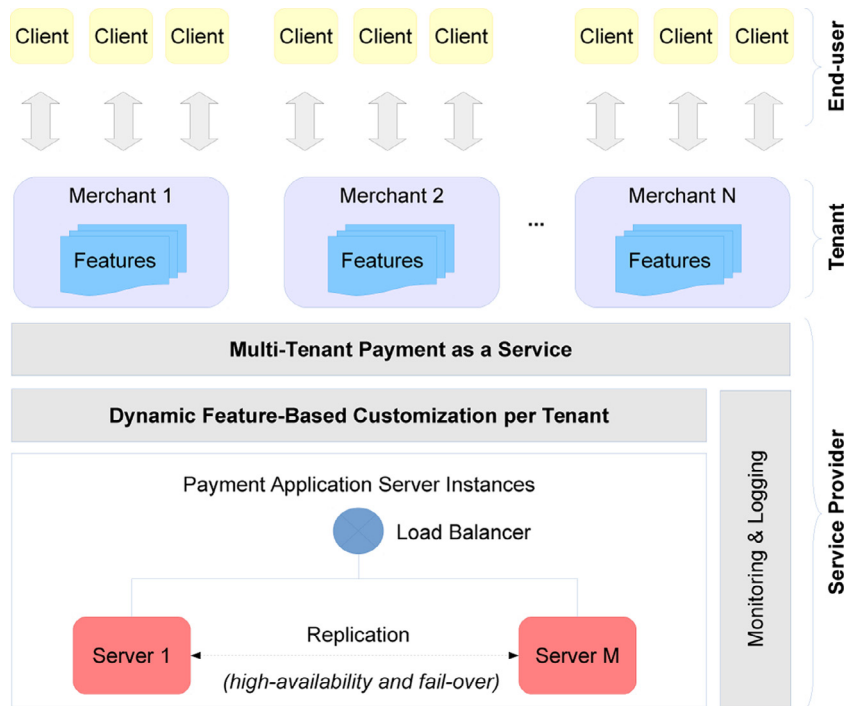 Client Client Client Client Client Client Client Client Client
End-user
Merchant 1 Merchant 2 Merchant N
...
Features Features Features
Tenant
Multi-Tenant Payment as a Service
Dynamic Feature-Based Customization per Tenant
Payment Application Server Instances
Load Balancer
Replication
Server 1 Server M
(high-availability and fail-over)
Monitoring & Logging
Service Provider